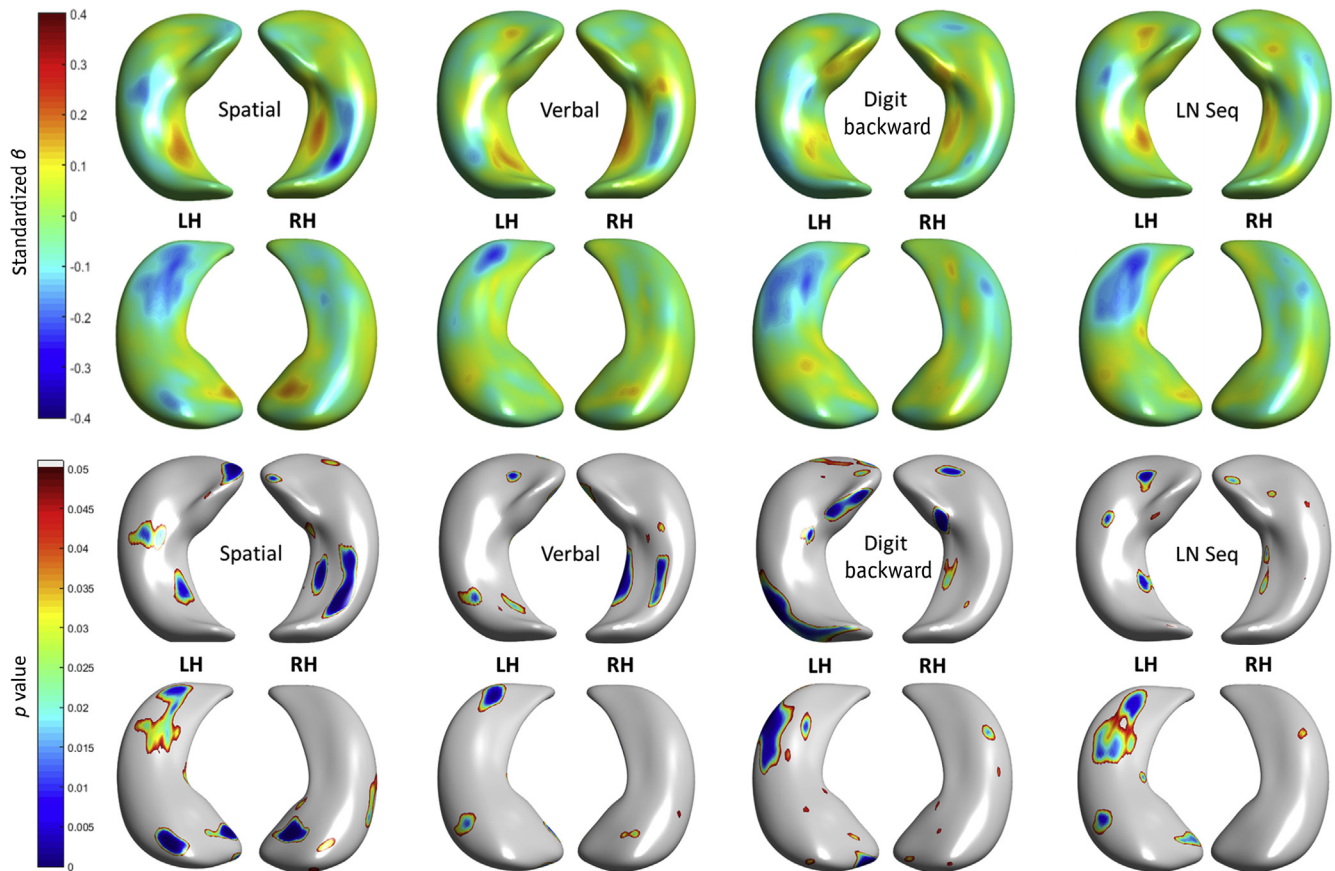 0.4
0.3
0.2
0.1
0
-0.1
-0.2
-0.3
-0.4
Standardized β
Spatial
Verbal
Digit
backward
LN Seq
LH RH LH RH LH RH LH RH
0.05
0.045
0.04
0.035
0.03
0.025
0.02
0.015
0.01
0.005
0
p value
Spatial
Verbal
Digit
backward
LN Seq
LH RH LH RH LH RH LH RH